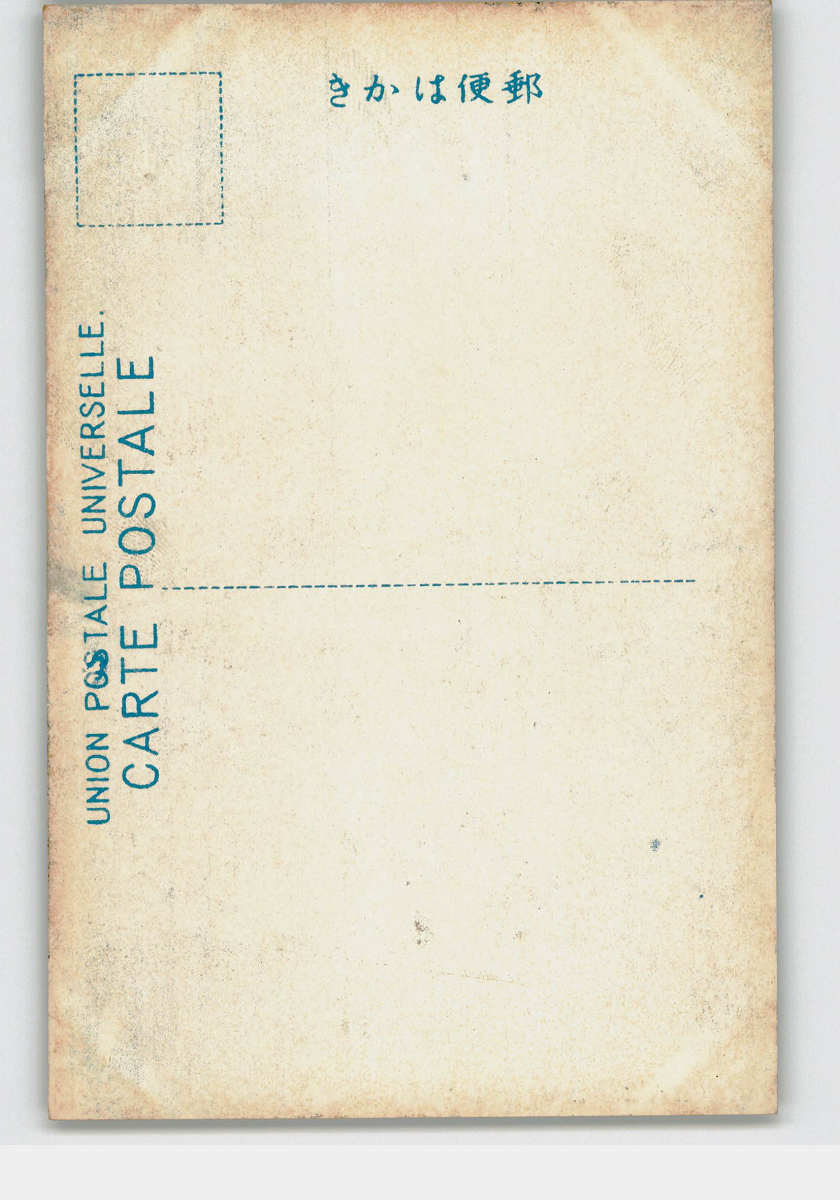 郵便はかき
UNION POSTALE UNIVERSELLE.
CARTE POSTALE